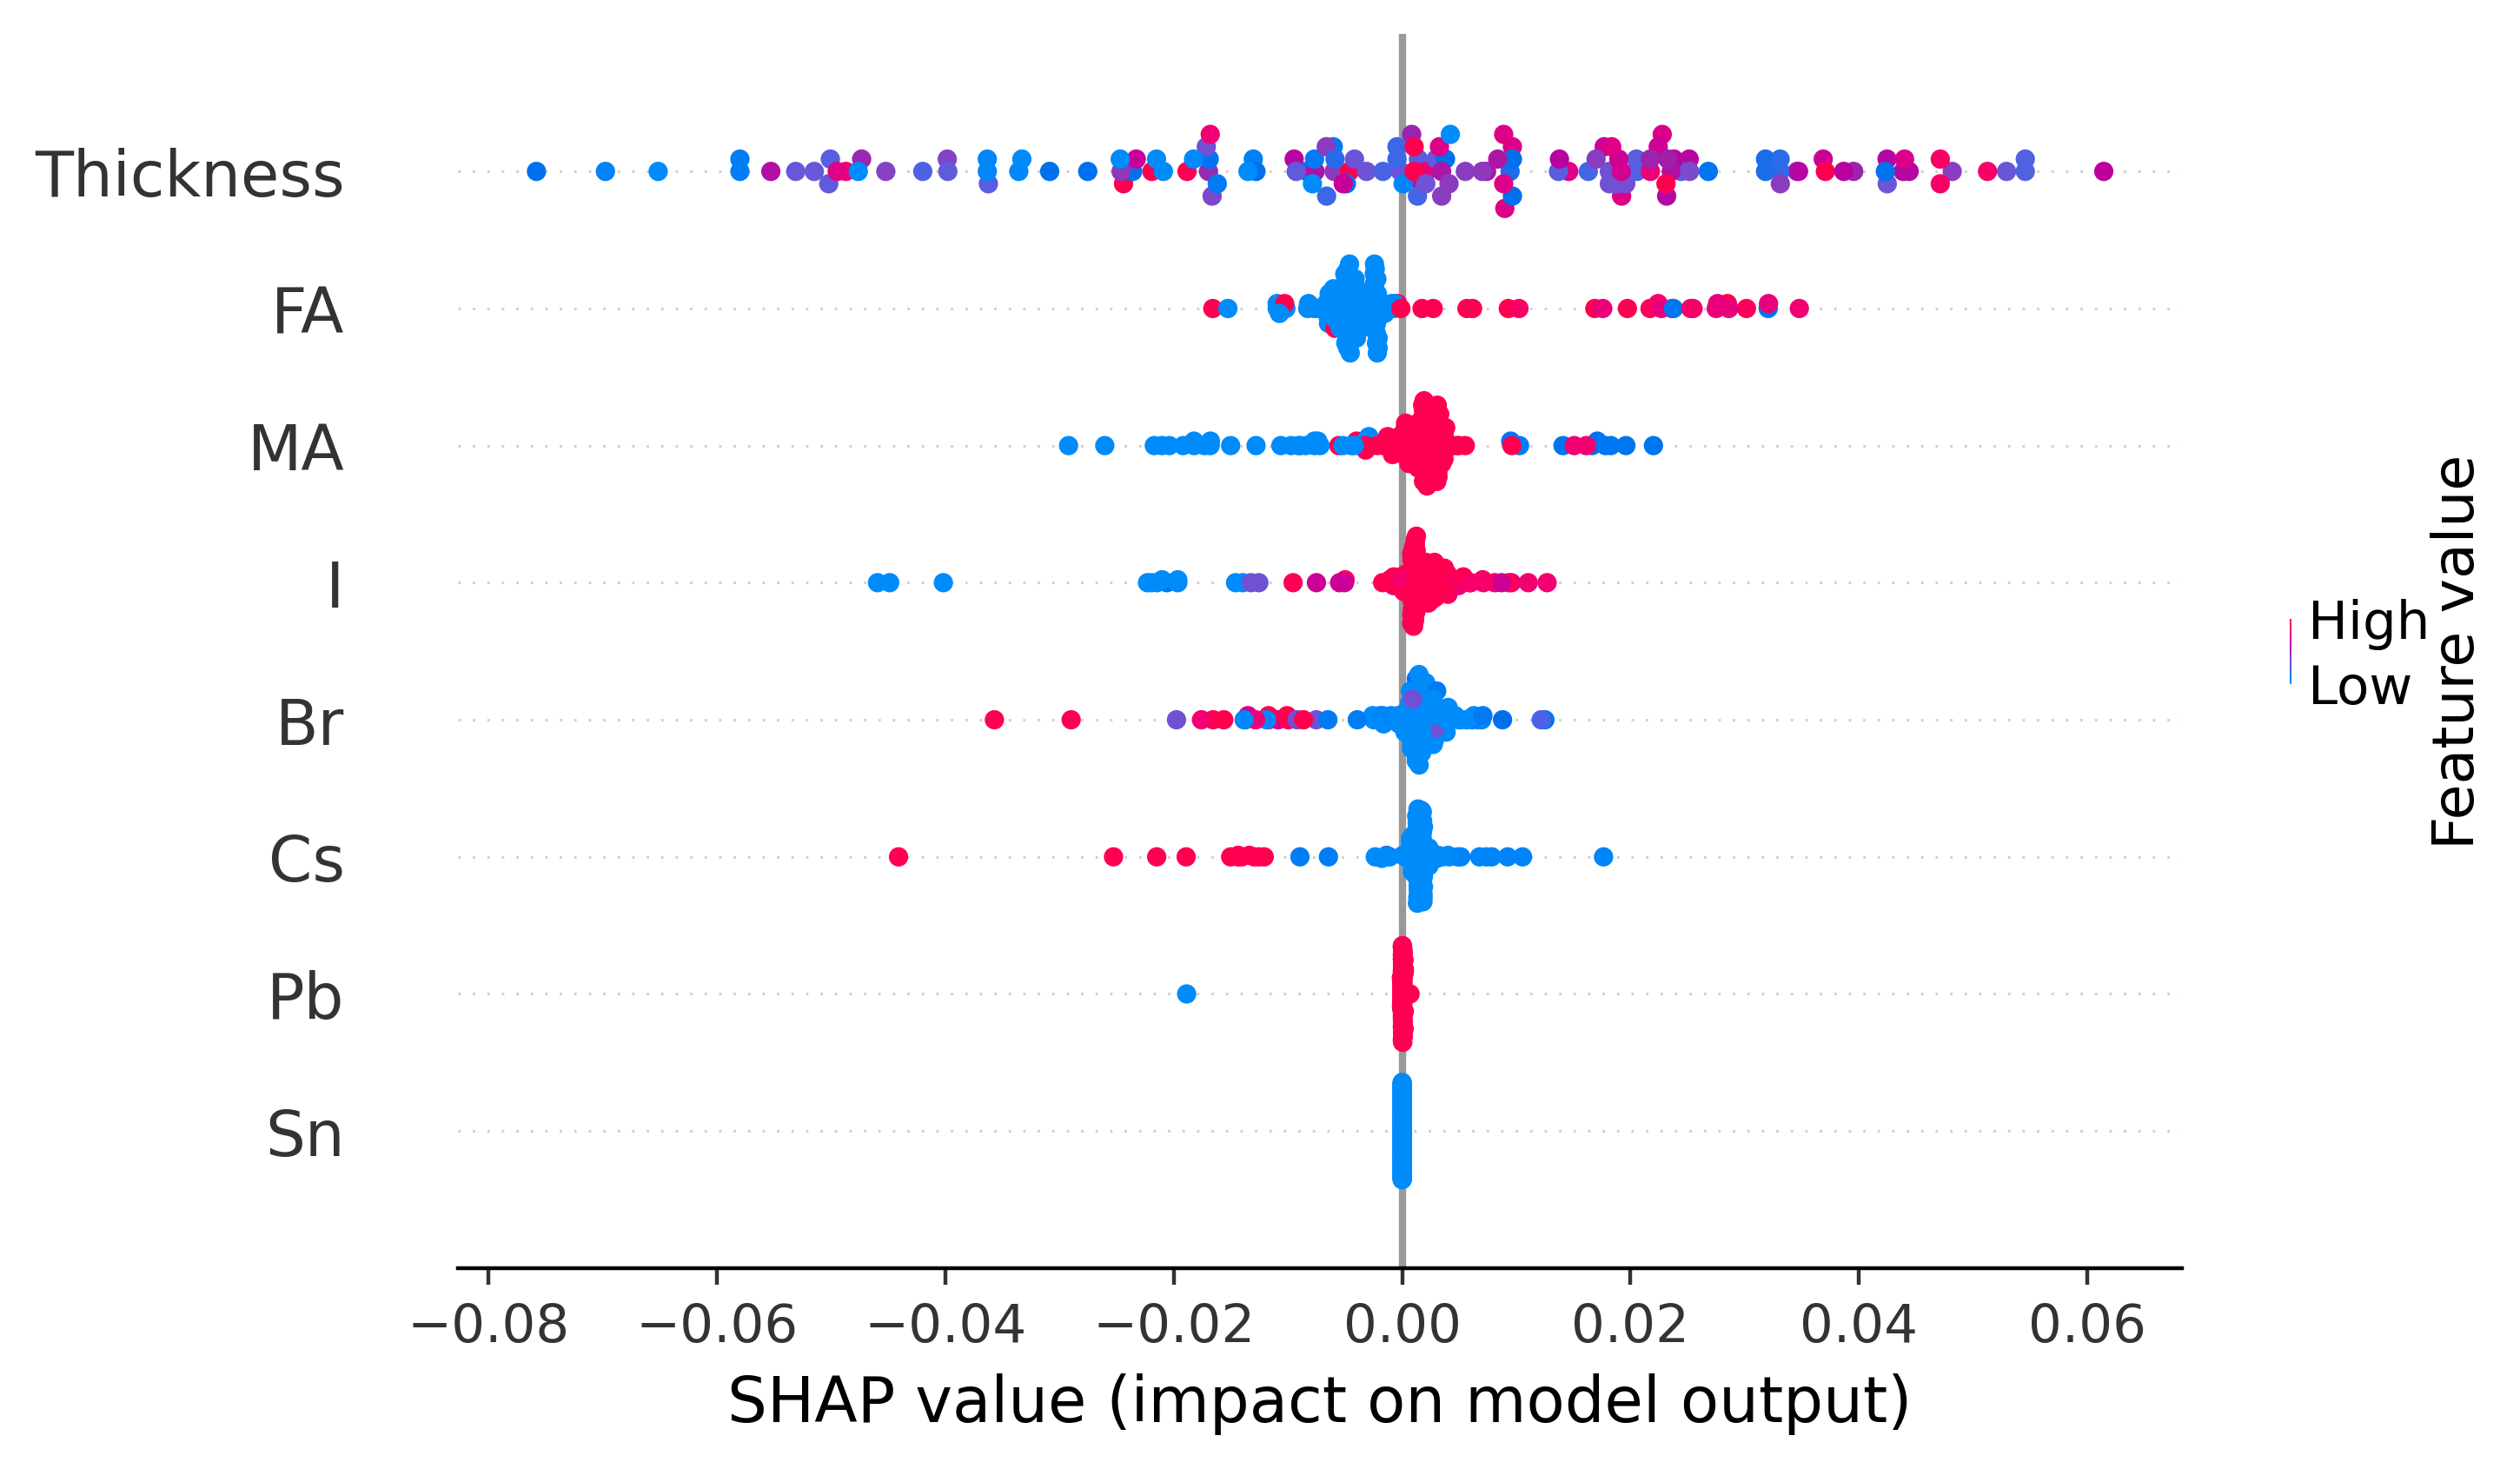 Thickness
FA
MA
I
Br
Cs
Pb
Sn
−0.08 −0.06 −0.04 −0.02 0.00 0.02 0.04 0.06
SHAP value (impact on model output)
High
Low
Feature value